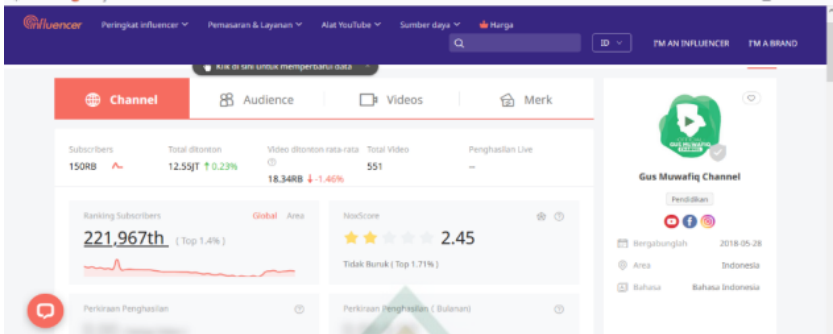 influencer Peringkat influencer Pemasaran & Layanan Alat YouTube Sumber daya Harga
ID I'M AN INFLUENCER I'M A BRAND
Klik di sini untuk memperbarui data
Channel Audience Videos Merk
Subscribers Total ditonton Video ditonton rata-rata Total Video Penghasilan Live
150RB 12.55JT 0.23% 18.34RB -1.46% 551 --
Ranking Subscribers Global Area
221,967th ( Top 1.4% )
NoxScore
2.45
Tidak Buruk ( Top 1.71% )
Perkiraan Penghasilan
Perkiraan Penghasilan ( Bulanan)
GUS MUWAFIQ
Gus Muwafiq Channel
Pendidikan
Bergabunglah 2018-05-28
Area Indonesia
Bahasa Bahasa Indonesia